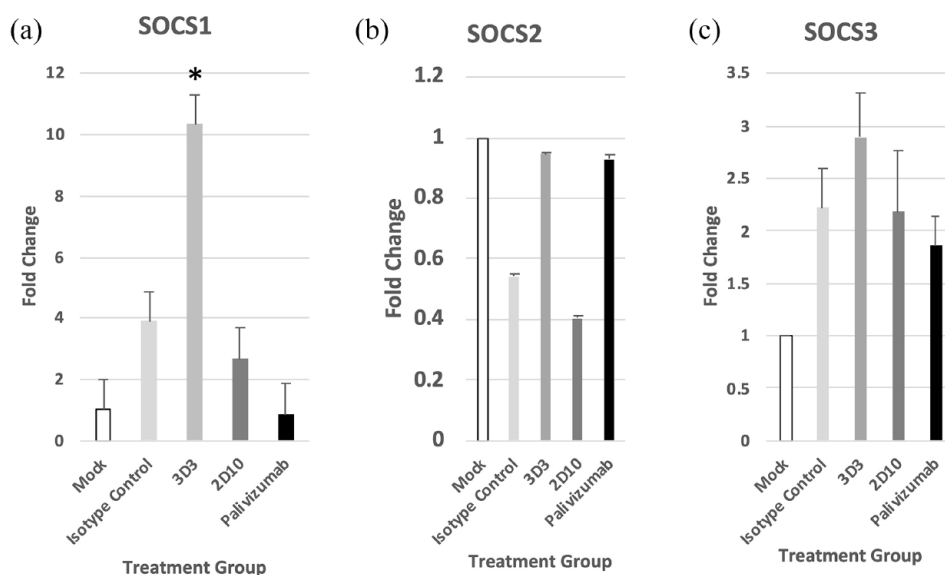 (a)
SOCS1
Fold Change
12
10
8
6
4
2
0
*
Mock
Isotype Control
3D3
2D10
Palivizumab
Treatment Group
(b)
SOCS2
Fold Change
1.2
1
0.8
0.6
0.4
0.2
0
Mock
Isotype Control
3D3
2D10
Palivizumab
Treatment Group
(c)
SOCS3
Fold Change
3.5
3
2.5
2
1.5
1
0.5
0
Mock
Isotype Control
3D3
2D10
Palivizumab
Treatment Group